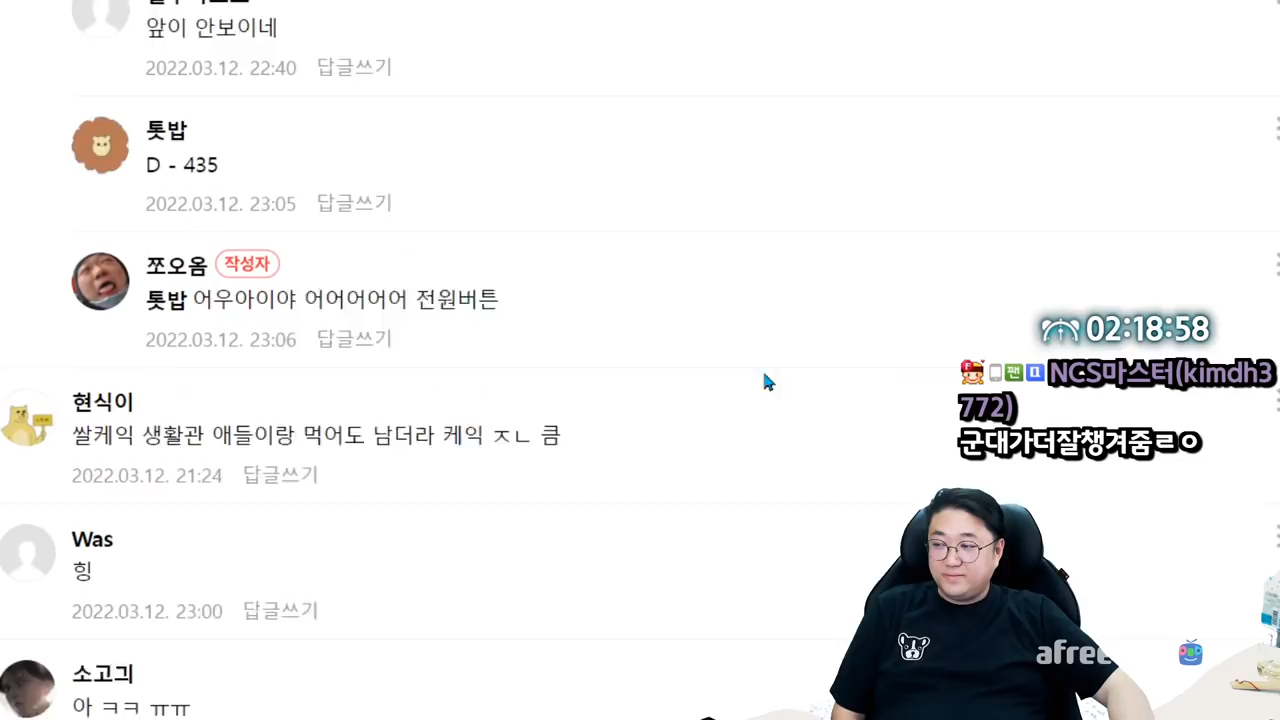 앞이 안보이네
2022.03.12. 22:40 답글쓰기
톳밥
D - 435
2022.03.12. 23:05 답글쓰기
쪼오옴 작성자
톳밥 어우아이야 어어어어어 전원버튼
2022.03.12. 23:06 답글쓰기
현식이
쌀케익 생활관 애들이랑 먹어도 남더라 케익 ㅈㄴ 큼
2022.03.12. 21:24 답글쓰기
Was
힝
2022.03.12. 23:00 답글쓰기
소고긔
아 ㅋㅋ ㅠㅠ
02:18:58
F 팬 NCS마스터(kimdh3
772)
군대가더잘챙겨줌ㄹㅇ
afree